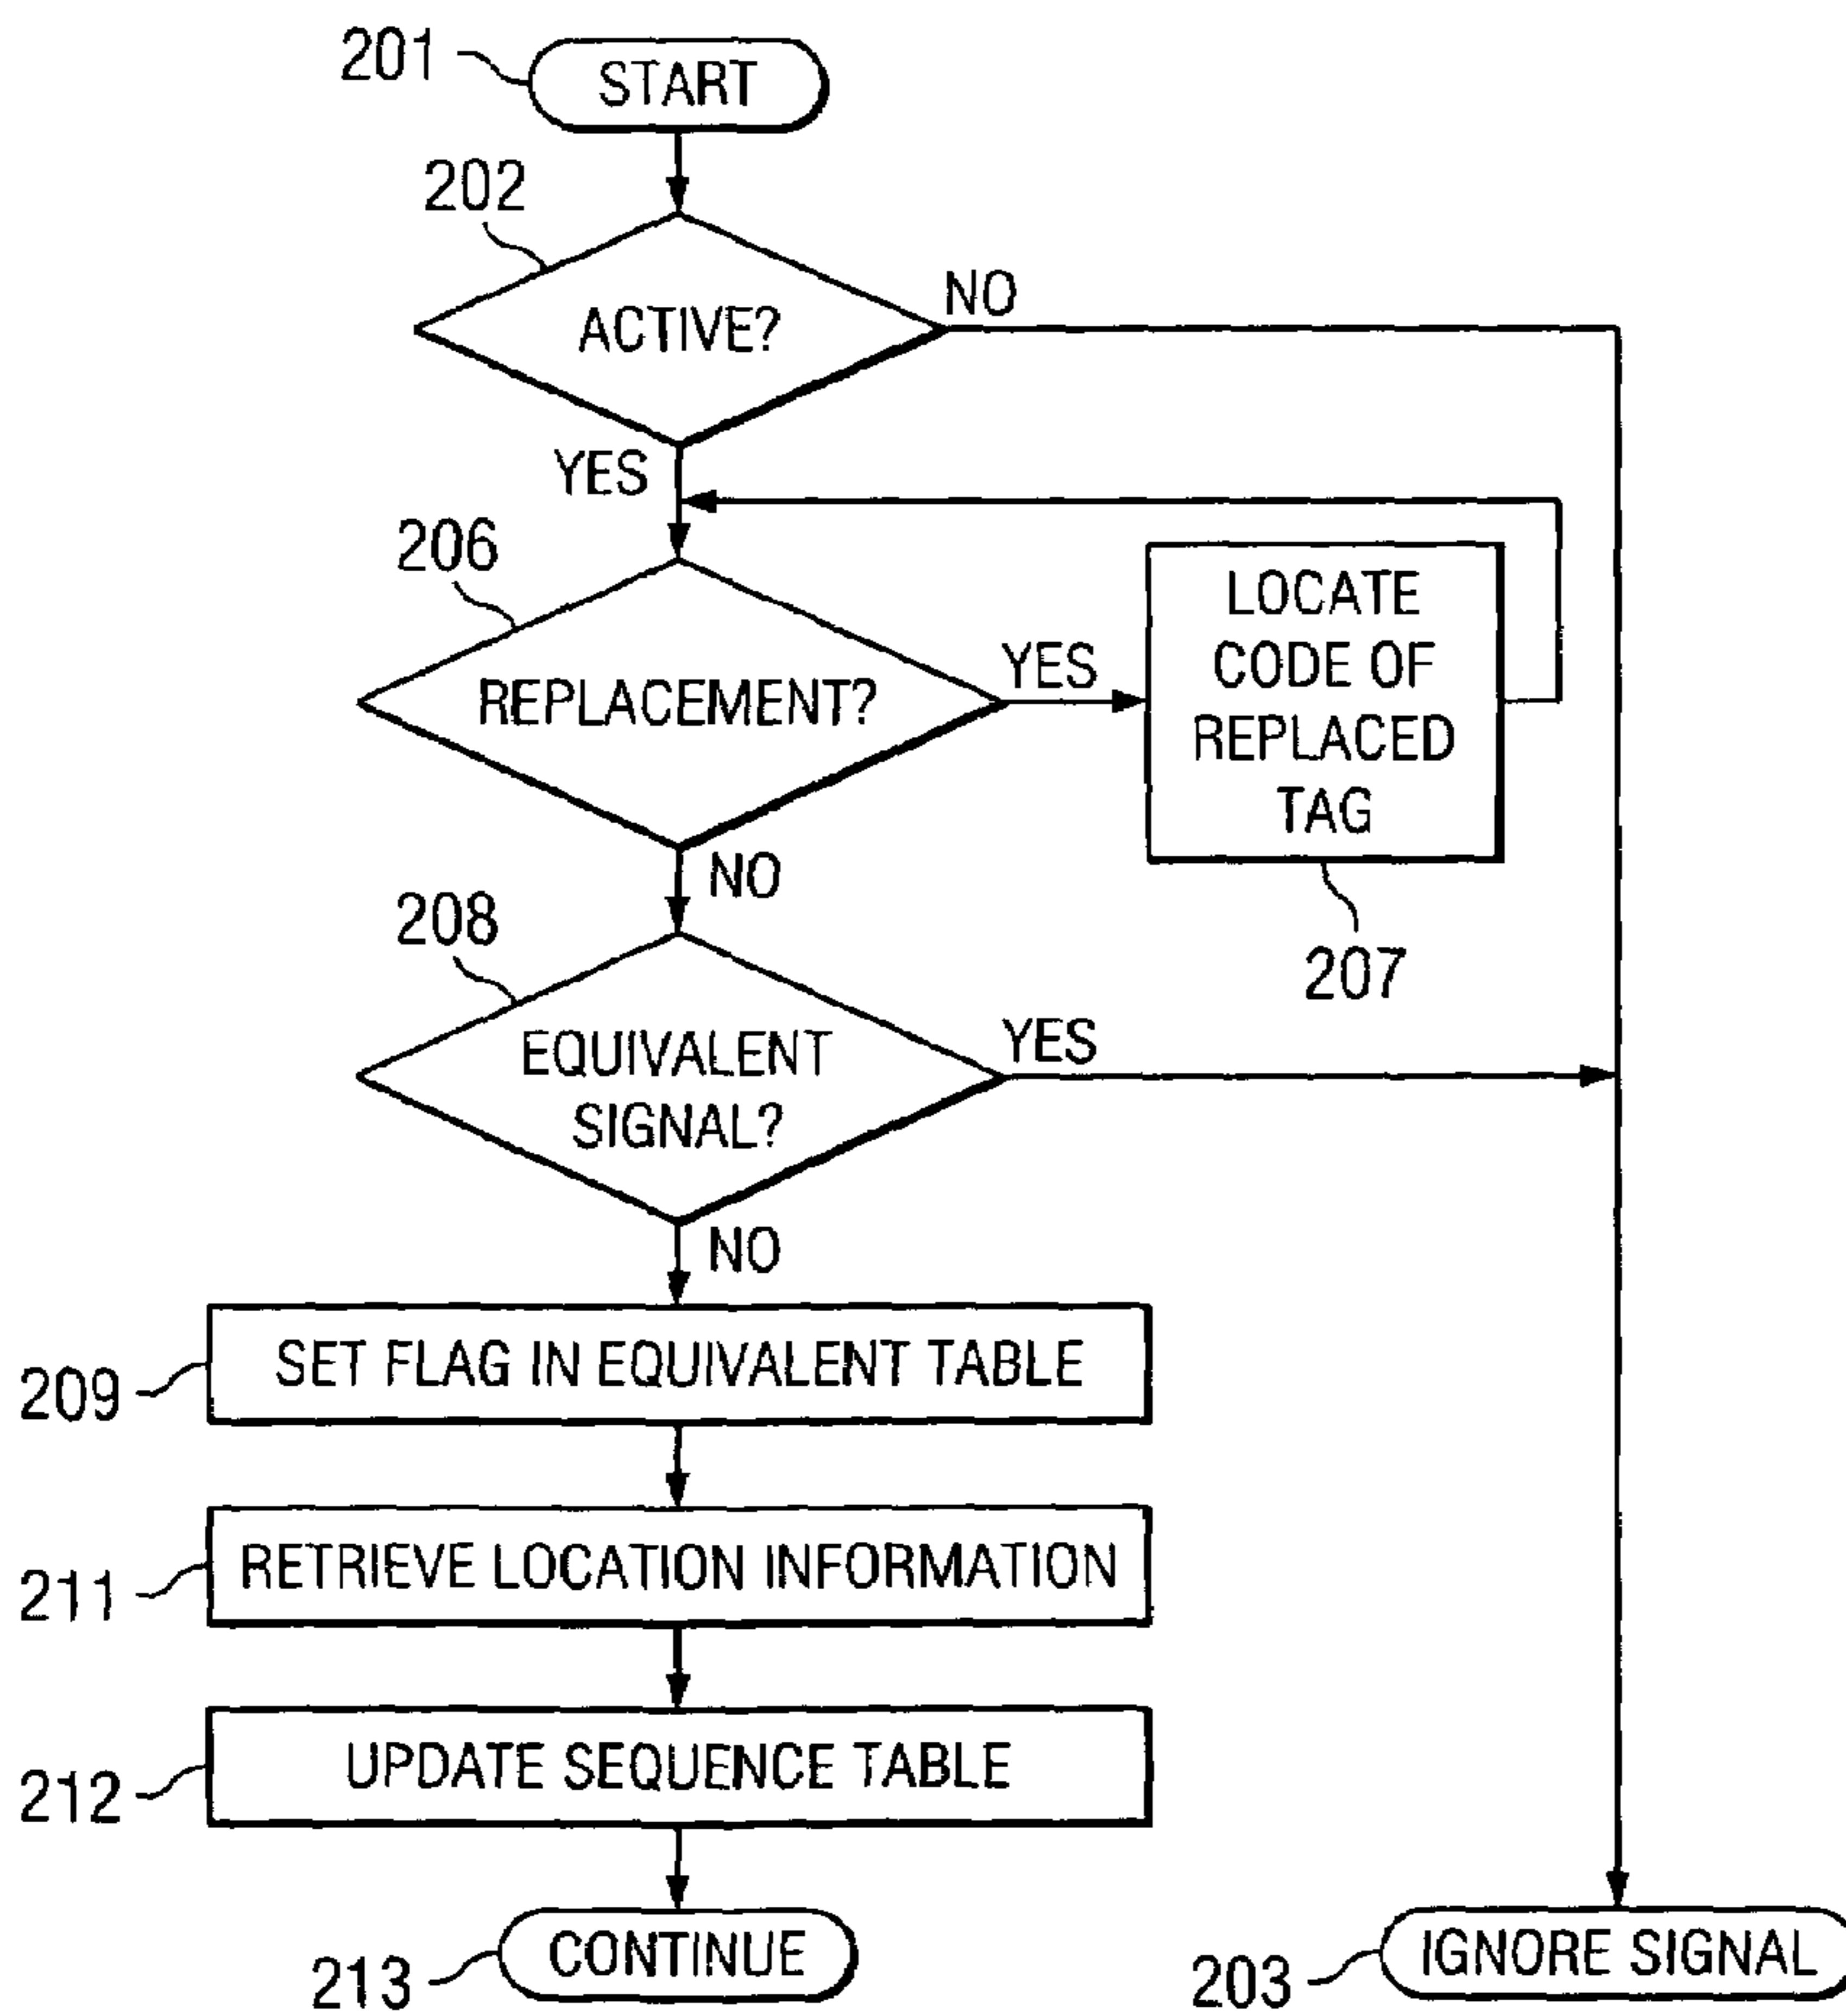 201
START
202
ACTIVE?
NO
YES
206
REPLACEMENT?
YES
LOCATE
CODE OF
REPLACED
TAG
207
NO
208
EQUIVALENT
SIGNAL?
YES
NO
209
SET FLAG IN EQUIVALENT TABLE
211
RETRIEVE LOCATION INFORMATION
212
UPDATE SEQUENCE TABLE
213
CONTINUE
203
IGNORE SIGNAL